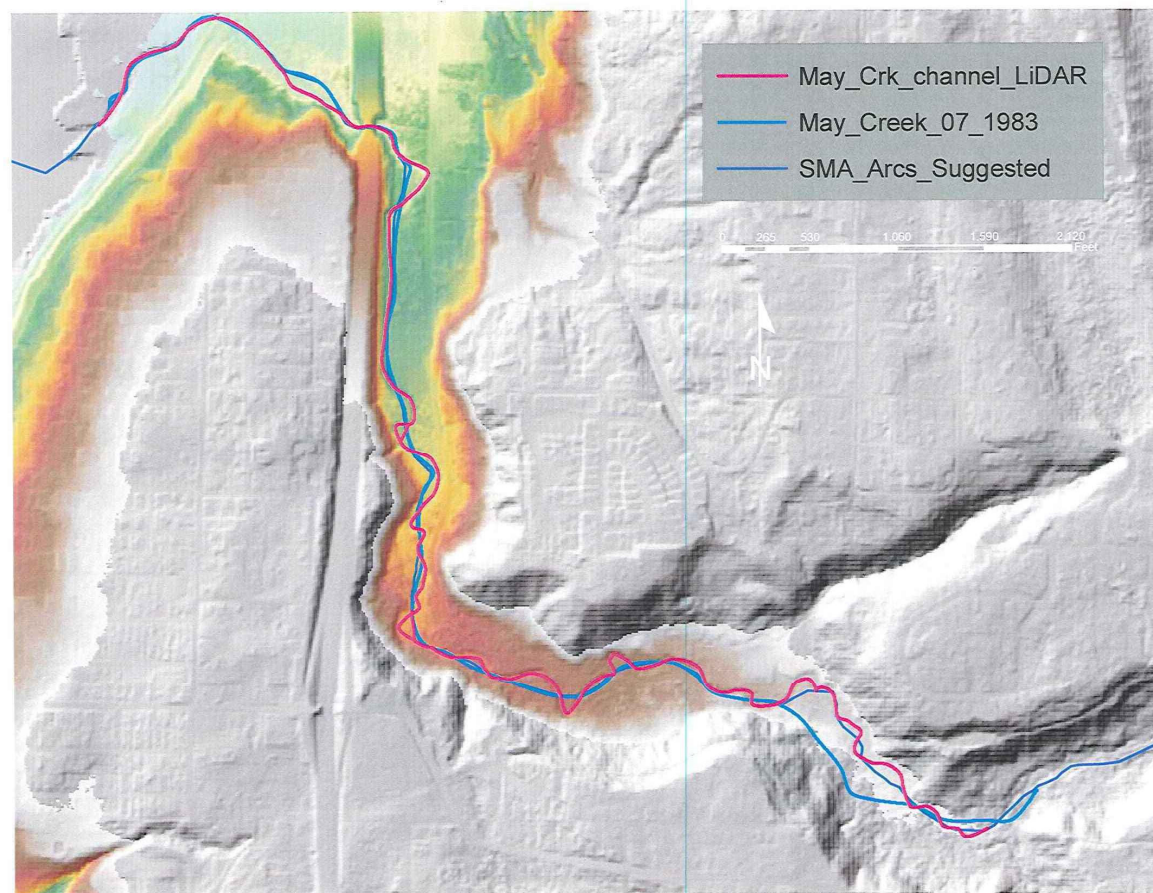 May_Crk_channel_LiDAR
May_Creek_07_1983
SMA_Arcs_Suggested
0 265 530 1,060 1,590 2,120
Feet
N